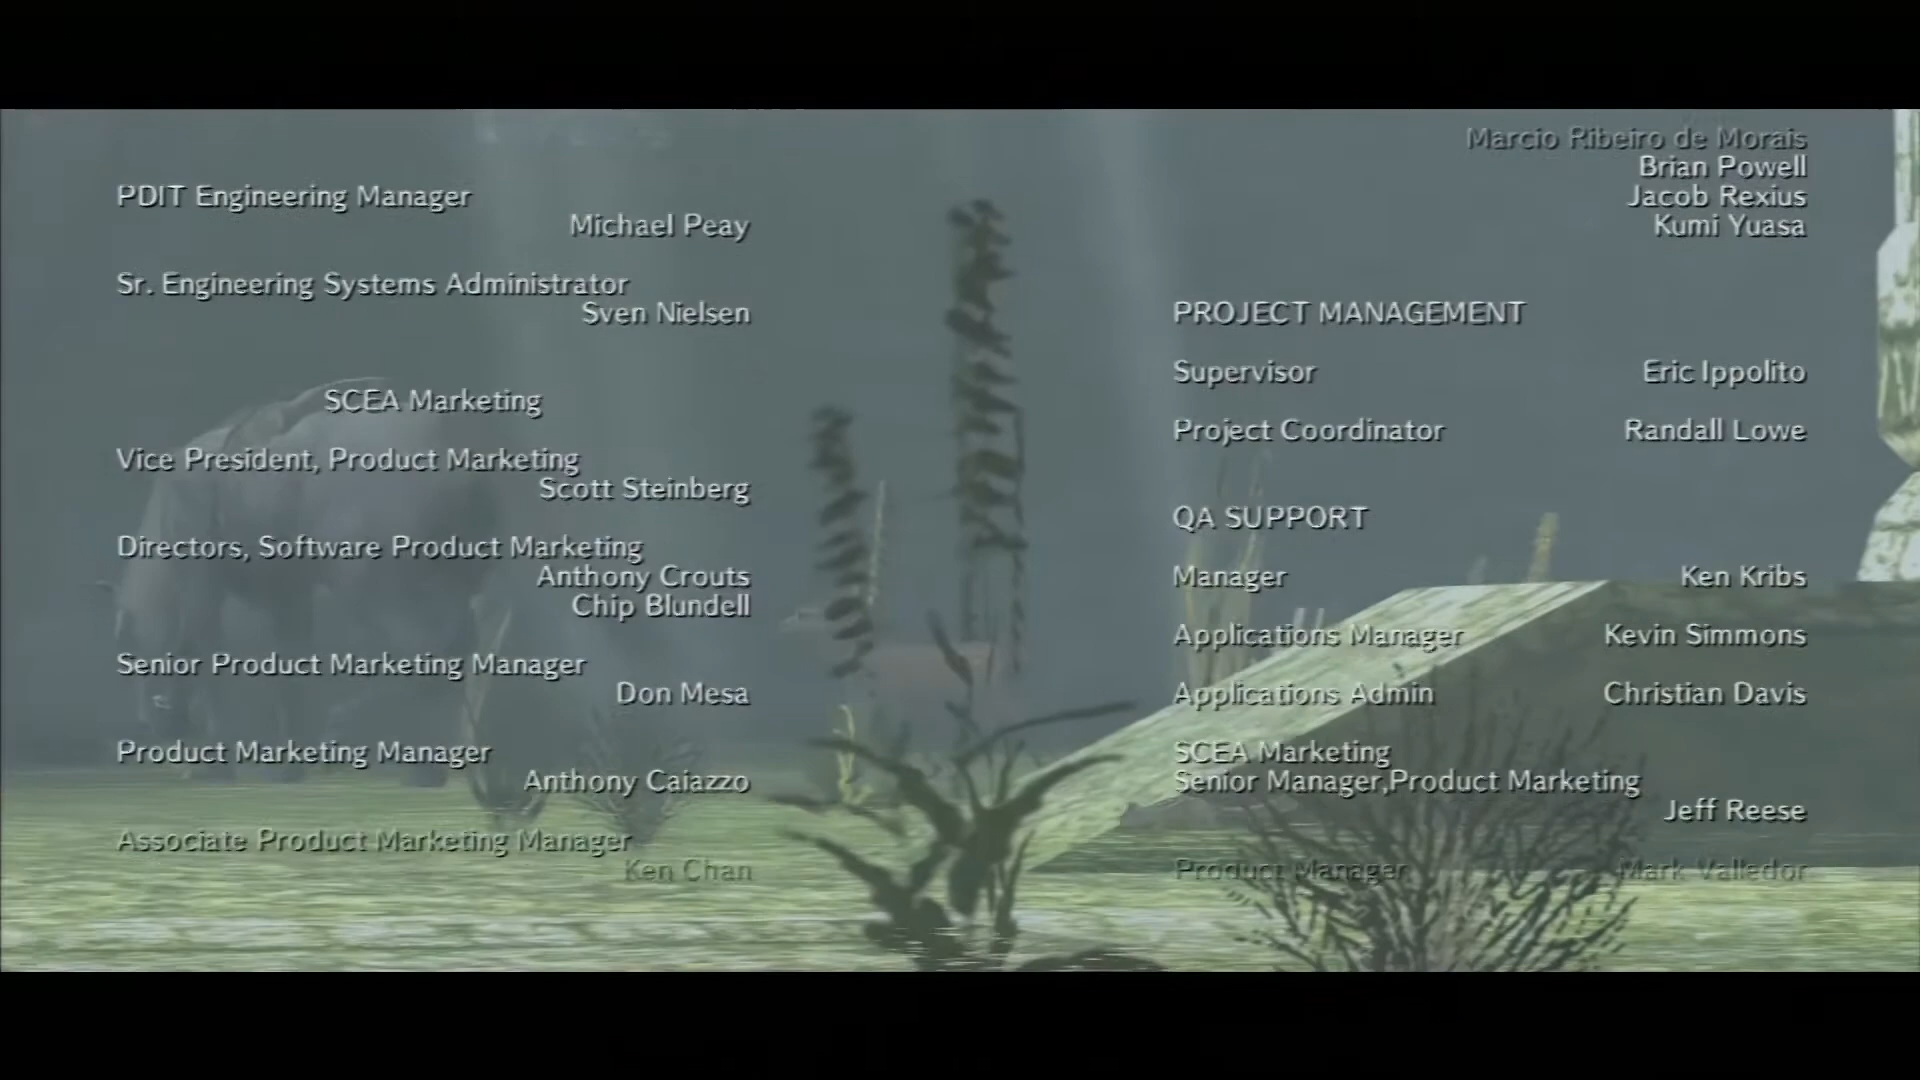 PDIT Engineering Manager
Michael Peay
Sr. Engineering Systems Administrator
Sven Nielsen
SCEA Marketing
Vice President, Product Marketing
Scott Steinberg
Directors, Software Product Marketing
Anthony Crouts
Chip Blundell
Senior Product Marketing Manager
Don Mesa
Product Marketing Manager
Anthony Caiazzo
Associate Product Marketing Manager
Ken Chan
Marcio Ribeiro de Morais
Brian Powell
Jacob Rexius
Kumi Yuasa
PROJECT MANAGEMENT
Supervisor Eric Ippolito
Project Coordinator Randall Lowe
QA SUPPORT
Manager Ken Kribs
Applications Manager Kevin Simmons
Applications Admin Christian Davis
SCEA Marketing
Senior Manager,Product Marketing
Jeff Reese
Product Manager Mark Valledor